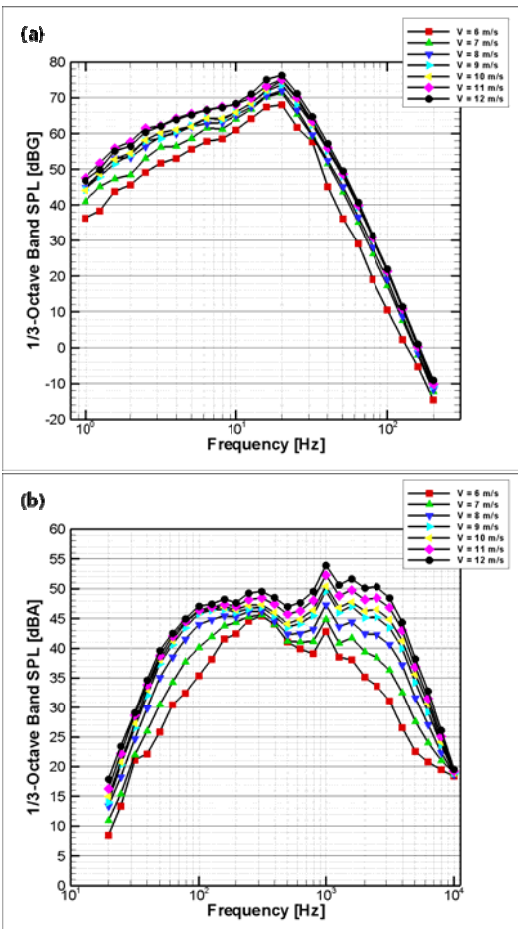 (a)
V = 6 m/s
V = 7 m/s
V = 8 m/s
V = 9 m/s
V = 10 m/s
V = 11 m/s
V = 12 m/s
1/3-Octave Band SPL [dBG]
80
70
60
50
40
30
20
10
0
-10
-20
10⁰
10¹
10²
Frequency [Hz]
(b)
V = 6 m/s
V = 7 m/s
V = 8 m/s
V = 9 m/s
V = 10 m/s
V = 11 m/s
V = 12 m/s
1/3-Octave Band SPL [dBA]
60
55
50
45
40
35
30
25
20
15
10
5
0
10¹
10²
10³
10⁴
Frequency [Hz]